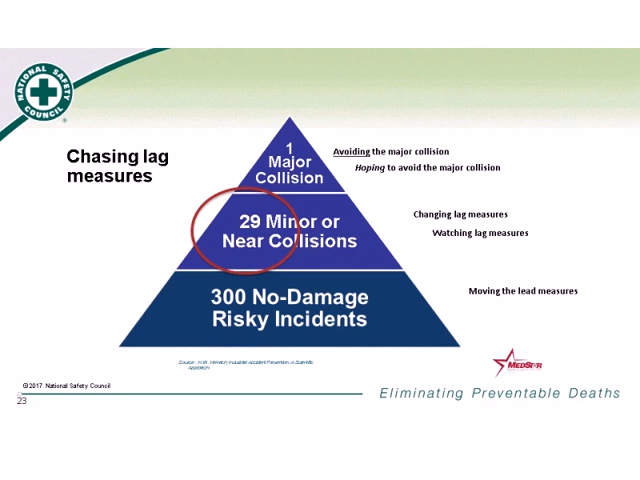 NATIONAL SAFETY
COUNCIL
®
Chasing lag
measures
1
Major
Collision
Avoiding the major collision
Hoping to avoid the major collision
29 Minor or
Near Collisions
Changing lag measures
Watching lag measures
300 No-Damage
Risky Incidents
Moving the lead measures
Source: H.W. Heinrich, Industrial Accident Prevention: A Scientific
Approach
MEDSTAR
©2017 National Safety Council
Eliminating Preventable Deaths
23